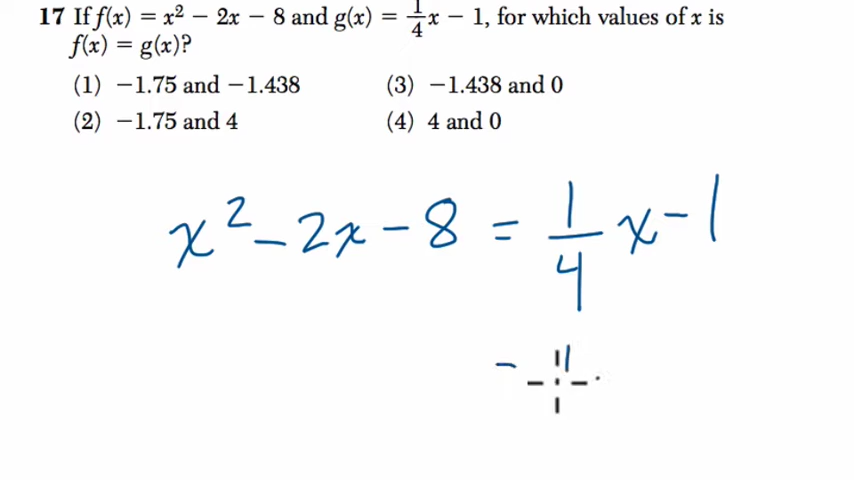 17 If f(x) = x² − 2x − 8 and g(x) = 1/4 x − 1, for which values of x is
f(x) = g(x)?
(1) −1.75 and −1.438 (3) −1.438 and 0
(2) −1.75 and 4 (4) 4 and 0
x² − 2x − 8 = 1/4 x − 1
− 1